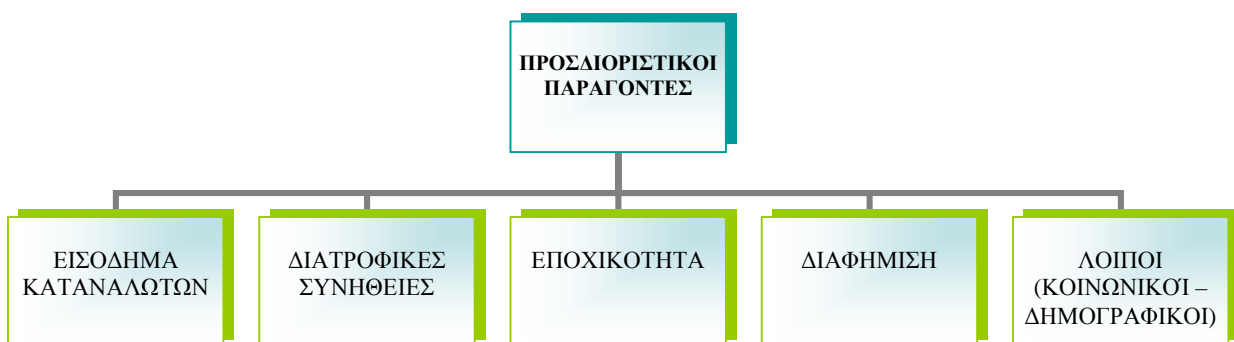 ΠΡΟΣΔΙΟΡΙΣΤΙΚΟΙ
ΠΑΡΑΓΟΝΤΕΣ
ΕΙΣΟΔΗΜΑ
ΚΑΤΑΝΑΛΩΤΩΝ
ΔΙΑΤΡΟΦΙΚΕΣ
ΣΥΝΗΘΕΙΕΣ
ΕΠΟΧΙΚΟΤΗΤΑ
ΔΙΑΦΗΜΙΣΗ
ΛΟΙΠΟΙ
(ΚΟΙΝΩΝΙΚΟΊ –
ΔΗΜΟΓΡΑΦΙΚΟΙ)